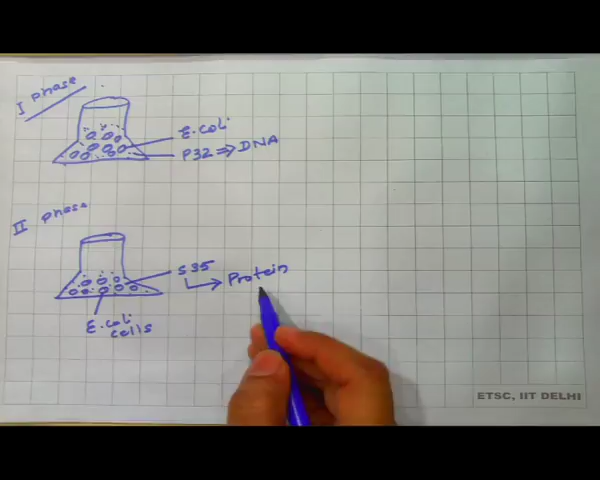 I phase
E.coli
P32 ⇒ DNA
II phase
S35
Protein
E.coli
cells
ETSC, IIT DELHI